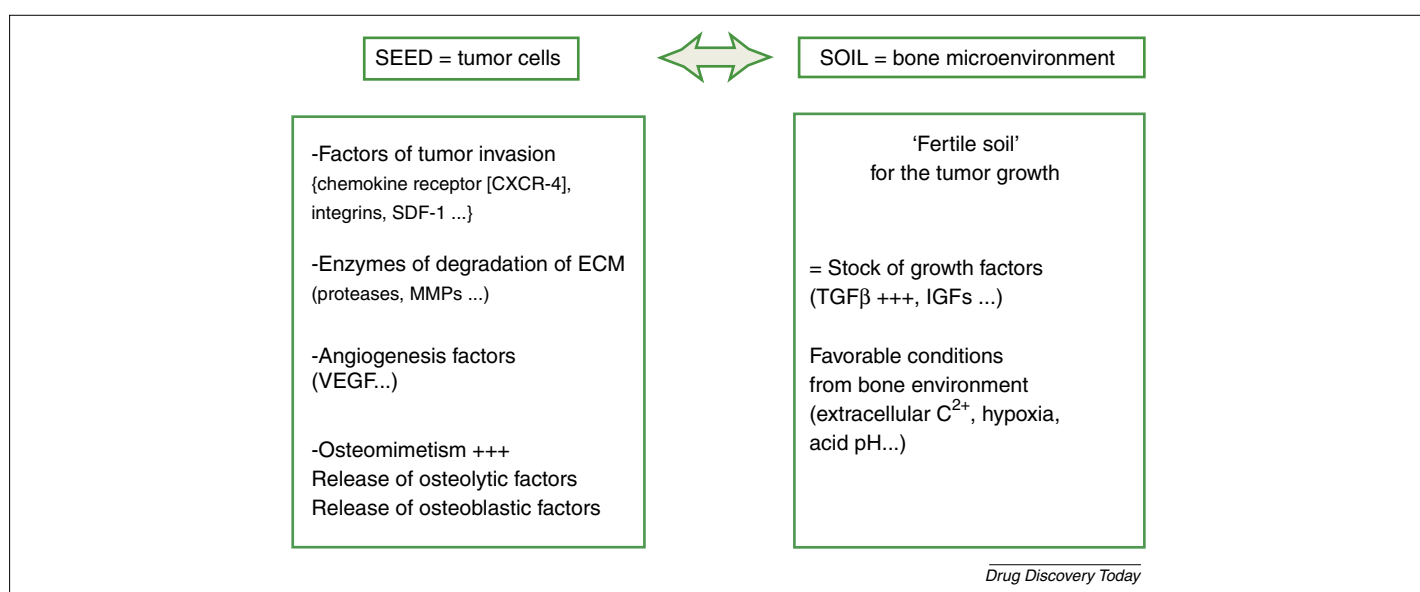 SEED = tumor cells
SOIL = bone microenvironment
-Factors of tumor invasion
{chemokine receptor [CXCR-4],
integrins, SDF-1 ...}
-Enzymes of degradation of ECM
(proteases, MMPs ...)
-Angiogenesis factors
(VEGF...)
-Osteomimetism +++
Release of osteolytic factors
Release of osteoblastic factors
‘Fertile soil’
for the tumor growth
= Stock of growth factors
(TGFβ +++, IGFs ...)
Favorable conditions
from bone environment
(extracellular C²⁺, hypoxia,
acid pH...)
Drug Discovery Today